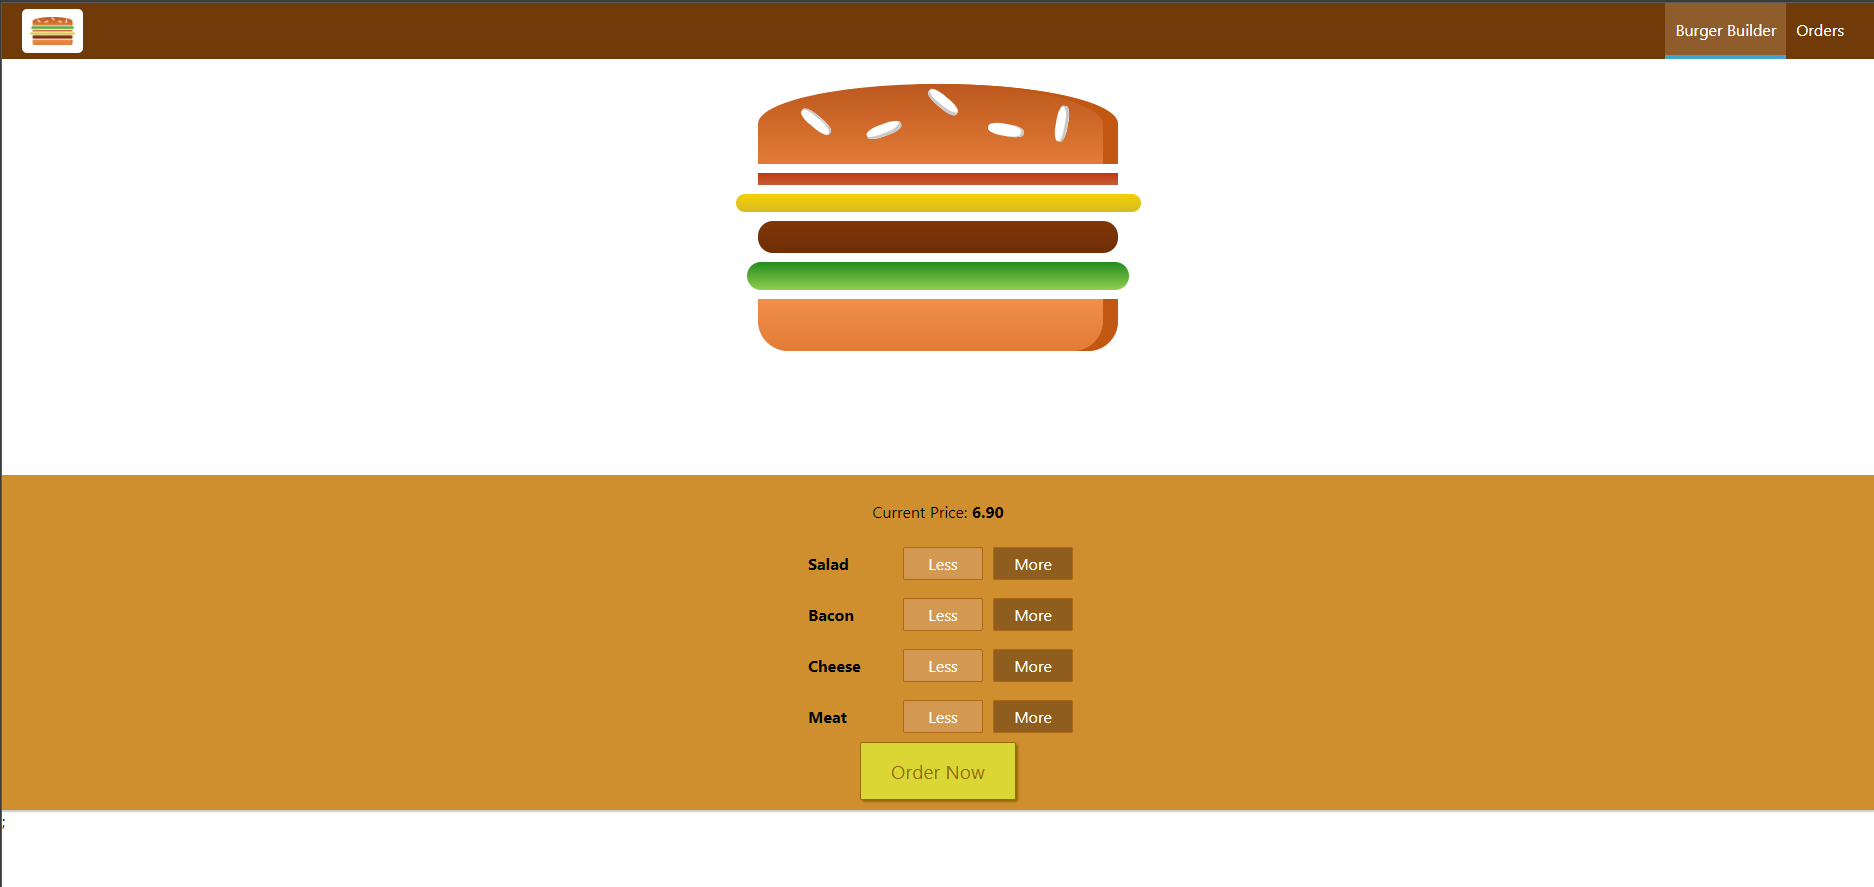 Burger Builder Orders
Current Price: 6.90
Salad Less More
Bacon Less More
Cheese Less More
Meat Less More
Order Now
;